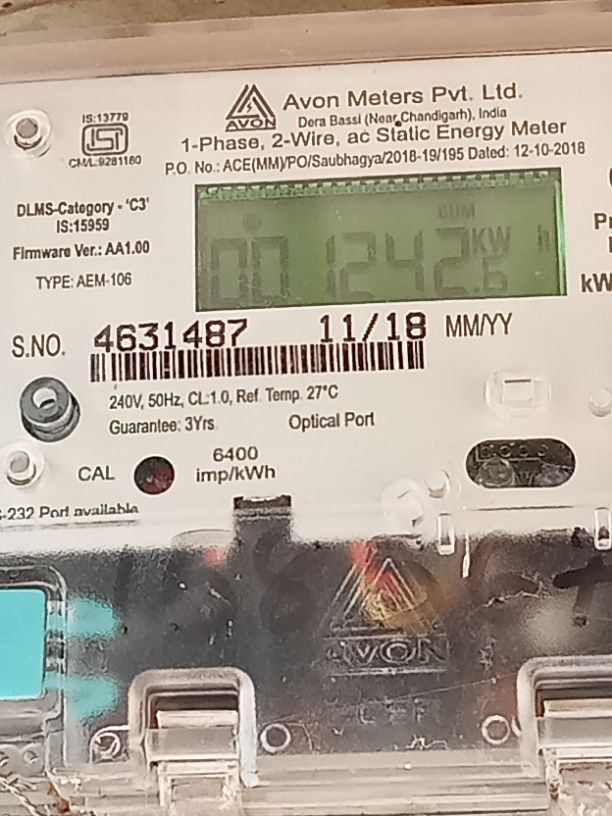 AVON
Avon Meters Pvt. Ltd.
Dera Bassi (Near Chandigarh), India
1-Phase, 2-Wire, ac Static Energy Meter
P.O. No.: ACE(MM)/PO/Saubhagya/2018-19/195 Dated: 12-10-2018
IS:13779
ISI
CM/L:9281160
DLMS-Category - 'C3'
IS:15959
Firmware Ver.: AA1.00
TYPE: AEM-106
CUM
001242.6 KW h
kW
S.NO. 4631487 11/18 MM/YY
240V, 50Hz, CL:1.0, Ref. Temp. 27°C
Guarantee: 3Yrs. Optical Port
CAL 6400
imp/kWh
-232 Port available
AVON